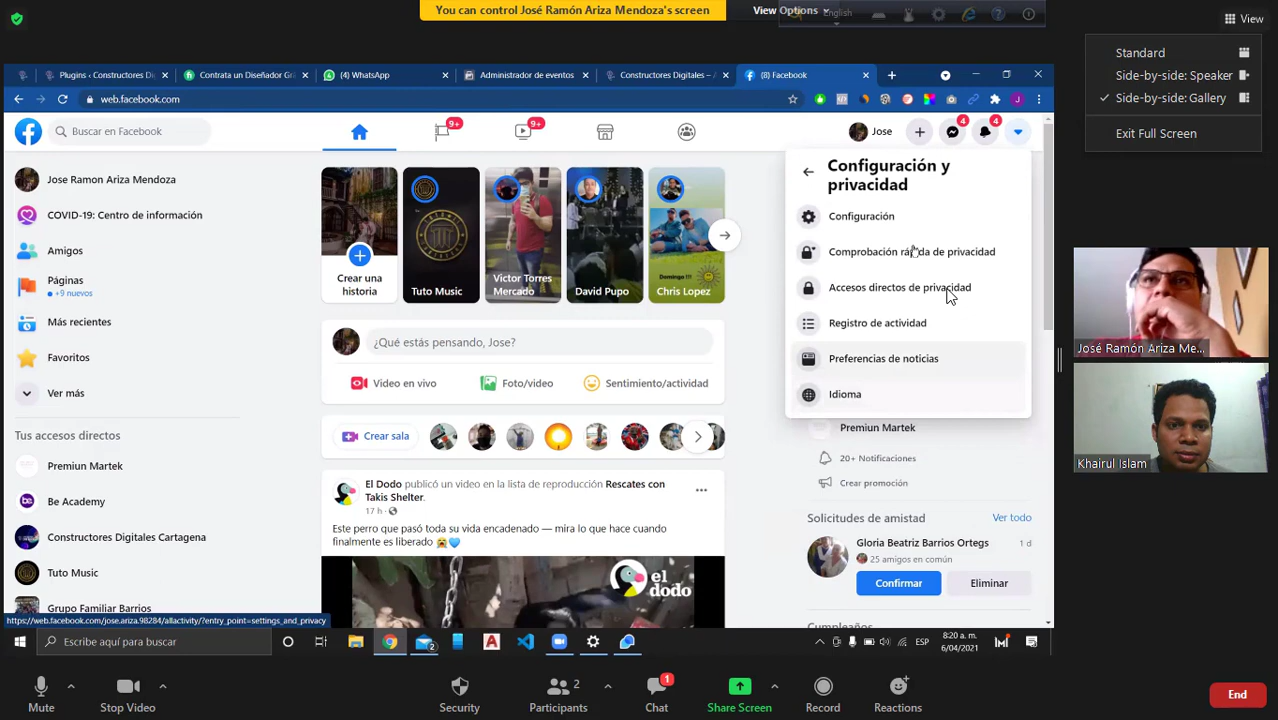 You can control José Ramón Ariza Mendoza's screen
View Options
English
View
Standard
Side-by-side: Speaker
Side-by-side: Gallery
Exit Full Screen
Plugins ‹ Constructores Di
Contrata un Diseñador Gr
(4) WhatsApp
Administrador de eventos
Constructores Digitales – 
(8) Facebook
web.facebook.com
Buscar en Facebook
9+
9+
Jose
4
4
Configuración y
privacidad
Configuración
Comprobación rápida de privacidad
Accesos directos de privacidad
Registro de actividad
Preferencias de noticias
Idioma
Jose Ramon Ariza Mendoza
COVID-19: Centro de información
Amigos
Páginas
+9 nuevos
Más recientes
Favoritos
Ver más
Tus accesos directos
Premiun Martek
Be Academy
Constructores Digitales Cartagena
Tuto Music
Grupo Familiar Barrios
https://web.facebook.com/jose.ariza.98284/allactivity/?entry_point=settings_and_privacy
Crear una
historia
Tuto Music
Victor Torres
Mercado
David Pupo
Domingo !!!
Chris Lopez
¿Qué estás pensando, Jose?
Video en vivo
Foto/video
Sentimiento/actividad
Crear sala
El Dodo publicó un video en la lista de reproducción Rescates con
Takis Shelter.
17 h ·
Este perro que pasó toda su vida encadenado — mira lo que hace cuando
finalmente es liberado
el
dodo
be
Premiun Martek
20+ Notificaciones
Crear promoción
Solicitudes de amistad
Ver todo
Gloria Beatriz Barrios Ortegs
1 d
25 amigos en común
Confirmar
Eliminar
Cumpleaños
José Ramón Ariza Me...
Khairul Islam
Escribe aquí para buscar
2
ESP
8:20 a. m.
6/04/2021
Mute
Stop Video
Security
2
Participants
1
Chat
Share Screen
Record
Reactions
End